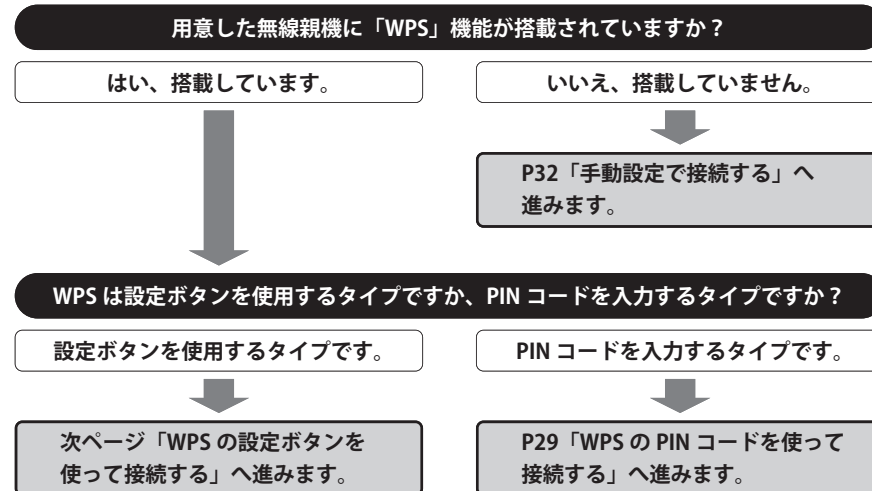 用意した無線親機に「WPS」機能が搭載されていますか？
はい、搭載しています。
いいえ、搭載していません。
P32「手動設定で接続する」へ
進みます。
WPS は設定ボタンを使用するタイプですか、PIN コードを入力するタイプですか？
設定ボタンを使用するタイプです。
PIN コードを入力するタイプです。
次ページ「WPS の設定ボタンを
使って接続する」へ進みます。
P29「WPS の PIN コードを使って
接続する」へ進みます。